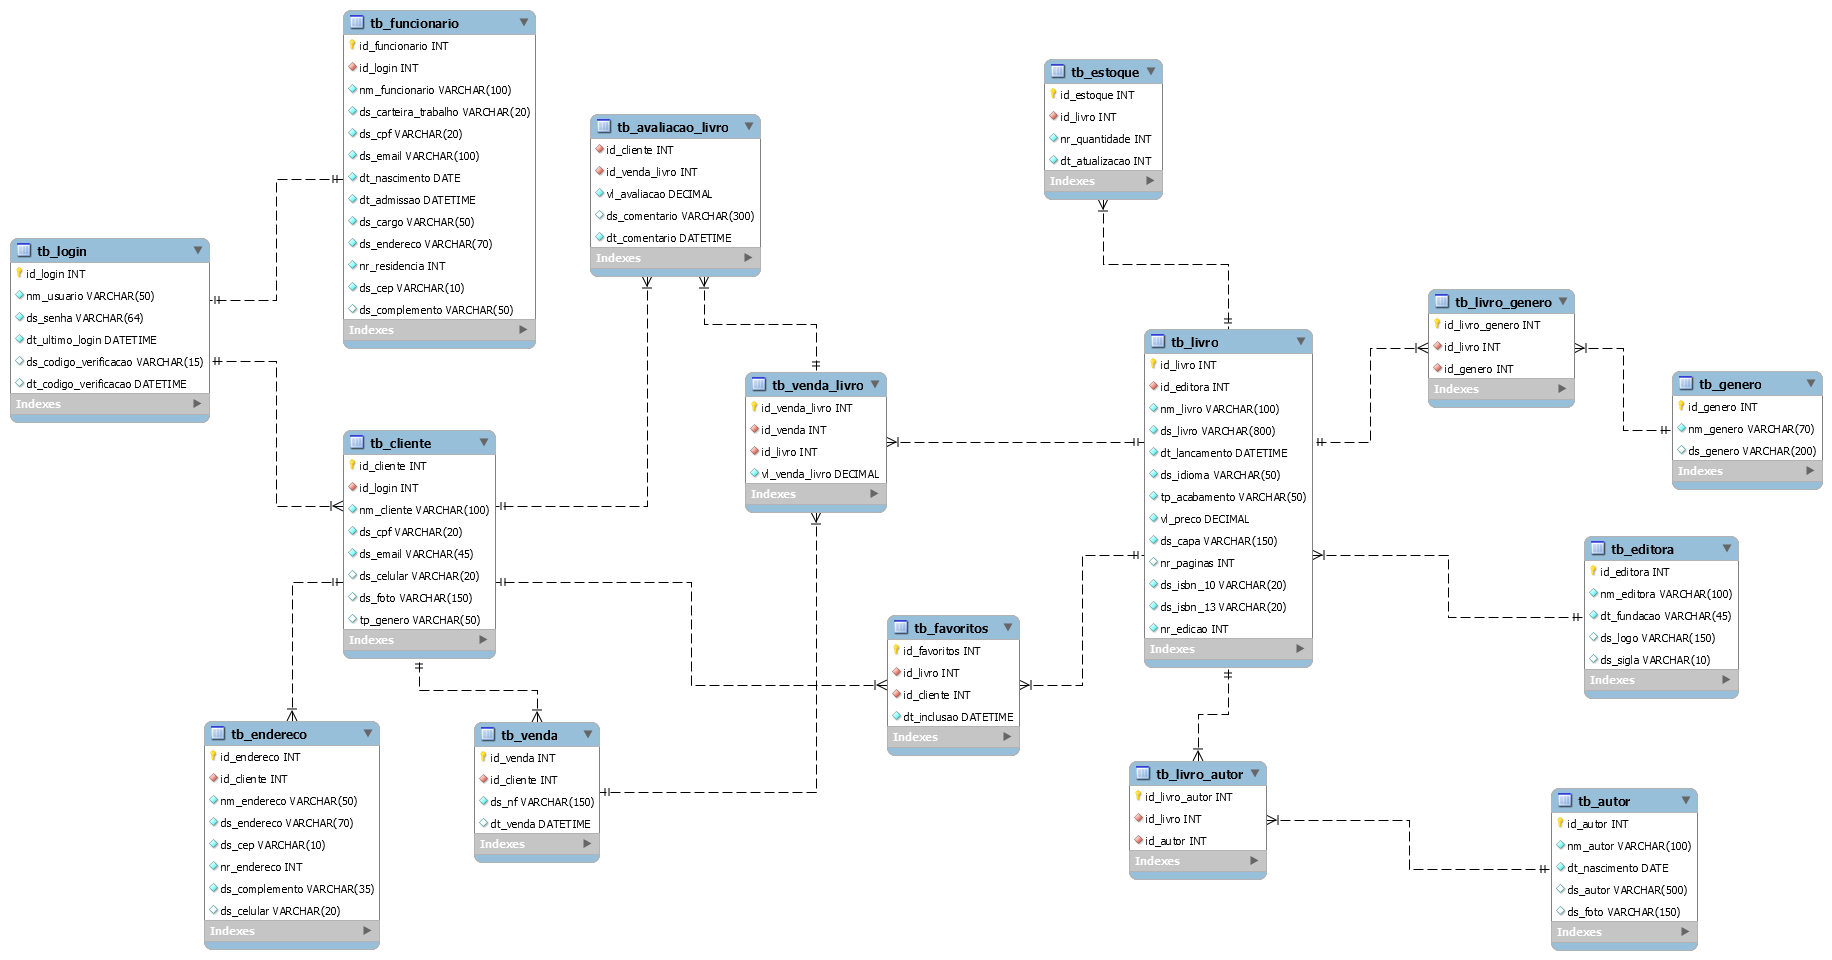 tb_funcionario
id_funcionario INT
id_login INT
nm_funcionario VARCHAR(100)
ds_carteira_trabalho VARCHAR(20)
ds_cpf VARCHAR(20)
ds_email VARCHAR(100)
dt_nascimento DATE
dt_admissao DATETIME
ds_cargo VARCHAR(50)
ds_endereco VARCHAR(70)
nr_residencia INT
ds_cep VARCHAR(10)
ds_complemento VARCHAR(50)
Indexes
tb_avaliacao_livro
id_cliente INT
id_venda_livro INT
vl_avaliacao DECIMAL
ds_comentario VARCHAR(300)
dt_comentario DATETIME
Indexes
tb_estoque
id_estoque INT
id_livro INT
nr_quantidade INT
dt_atualizacao INT
Indexes
tb_login
id_login INT
nm_usuario VARCHAR(50)
ds_senha VARCHAR(64)
dt_ultimo_login DATETIME
ds_codigo_verificacao VARCHAR(15)
dt_codigo_verificacao DATETIME
Indexes
tb_cliente
id_cliente INT
id_login INT
nm_cliente VARCHAR(100)
ds_cpf VARCHAR(20)
ds_email VARCHAR(45)
ds_celular VARCHAR(20)
ds_foto VARCHAR(150)
tp_genero VARCHAR(50)
Indexes
tb_venda_livro
id_venda_livro INT
id_venda INT
id_livro INT
vl_venda_livro DECIMAL
Indexes
tb_livro
id_livro INT
id_editora INT
nm_livro VARCHAR(100)
ds_livro VARCHAR(800)
dt_lancamento DATETIME
ds_idioma VARCHAR(50)
tp_acabamento VARCHAR(50)
vl_preco DECIMAL
ds_capa VARCHAR(150)
nr_paginas INT
ds_isbn_10 VARCHAR(20)
ds_isbn_13 VARCHAR(20)
nr_edicao INT
Indexes
tb_livro_genero
id_livro_genero INT
id_livro INT
id_genero INT
Indexes
tb_genero
id_genero INT
nm_genero VARCHAR(70)
ds_genero VARCHAR(200)
Indexes
tb_editora
id_editora INT
nm_editora VARCHAR(100)
dt_fundacao VARCHAR(45)
ds_logo VARCHAR(150)
ds_sigla VARCHAR(10)
Indexes
tb_favoritos
id_favoritos INT
id_livro INT
id_cliente INT
dt_inclusao DATETIME
Indexes
tb_endereco
id_endereco INT
id_cliente INT
nm_endereco VARCHAR(50)
ds_endereco VARCHAR(70)
ds_cep VARCHAR(10)
nr_endereco INT
ds_complemento VARCHAR(35)
ds_celular VARCHAR(20)
Indexes
tb_venda
id_venda INT
id_cliente INT
ds_nf VARCHAR(150)
dt_venda DATETIME
Indexes
tb_livro_autor
id_livro_autor INT
id_livro INT
id_autor INT
Indexes
tb_autor
id_autor INT
nm_autor VARCHAR(100)
dt_nascimento DATE
ds_autor VARCHAR(500)
ds_foto VARCHAR(150)
Indexes